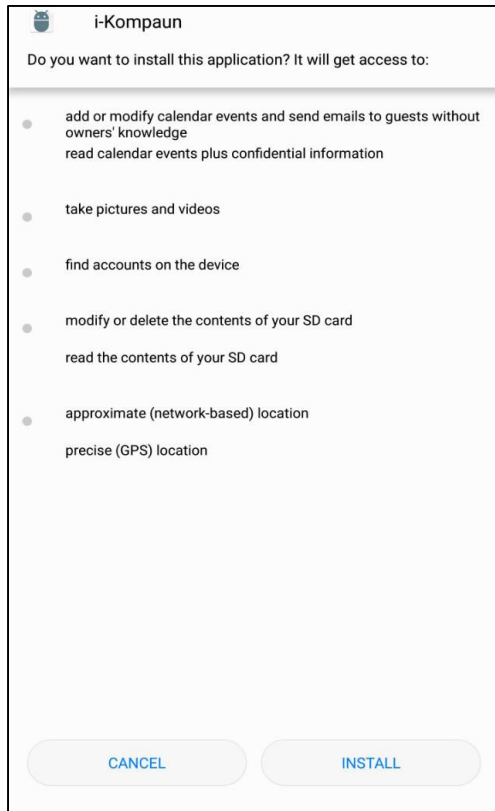 i-Kompaun
Do you want to install this application? It will get access to:
add or modify calendar events and send emails to guests without
owners' knowledge
read calendar events plus confidential information
take pictures and videos
find accounts on the device
modify or delete the contents of your SD card
read the contents of your SD card
approximate (network-based) location
precise (GPS) location
CANCEL
INSTALL